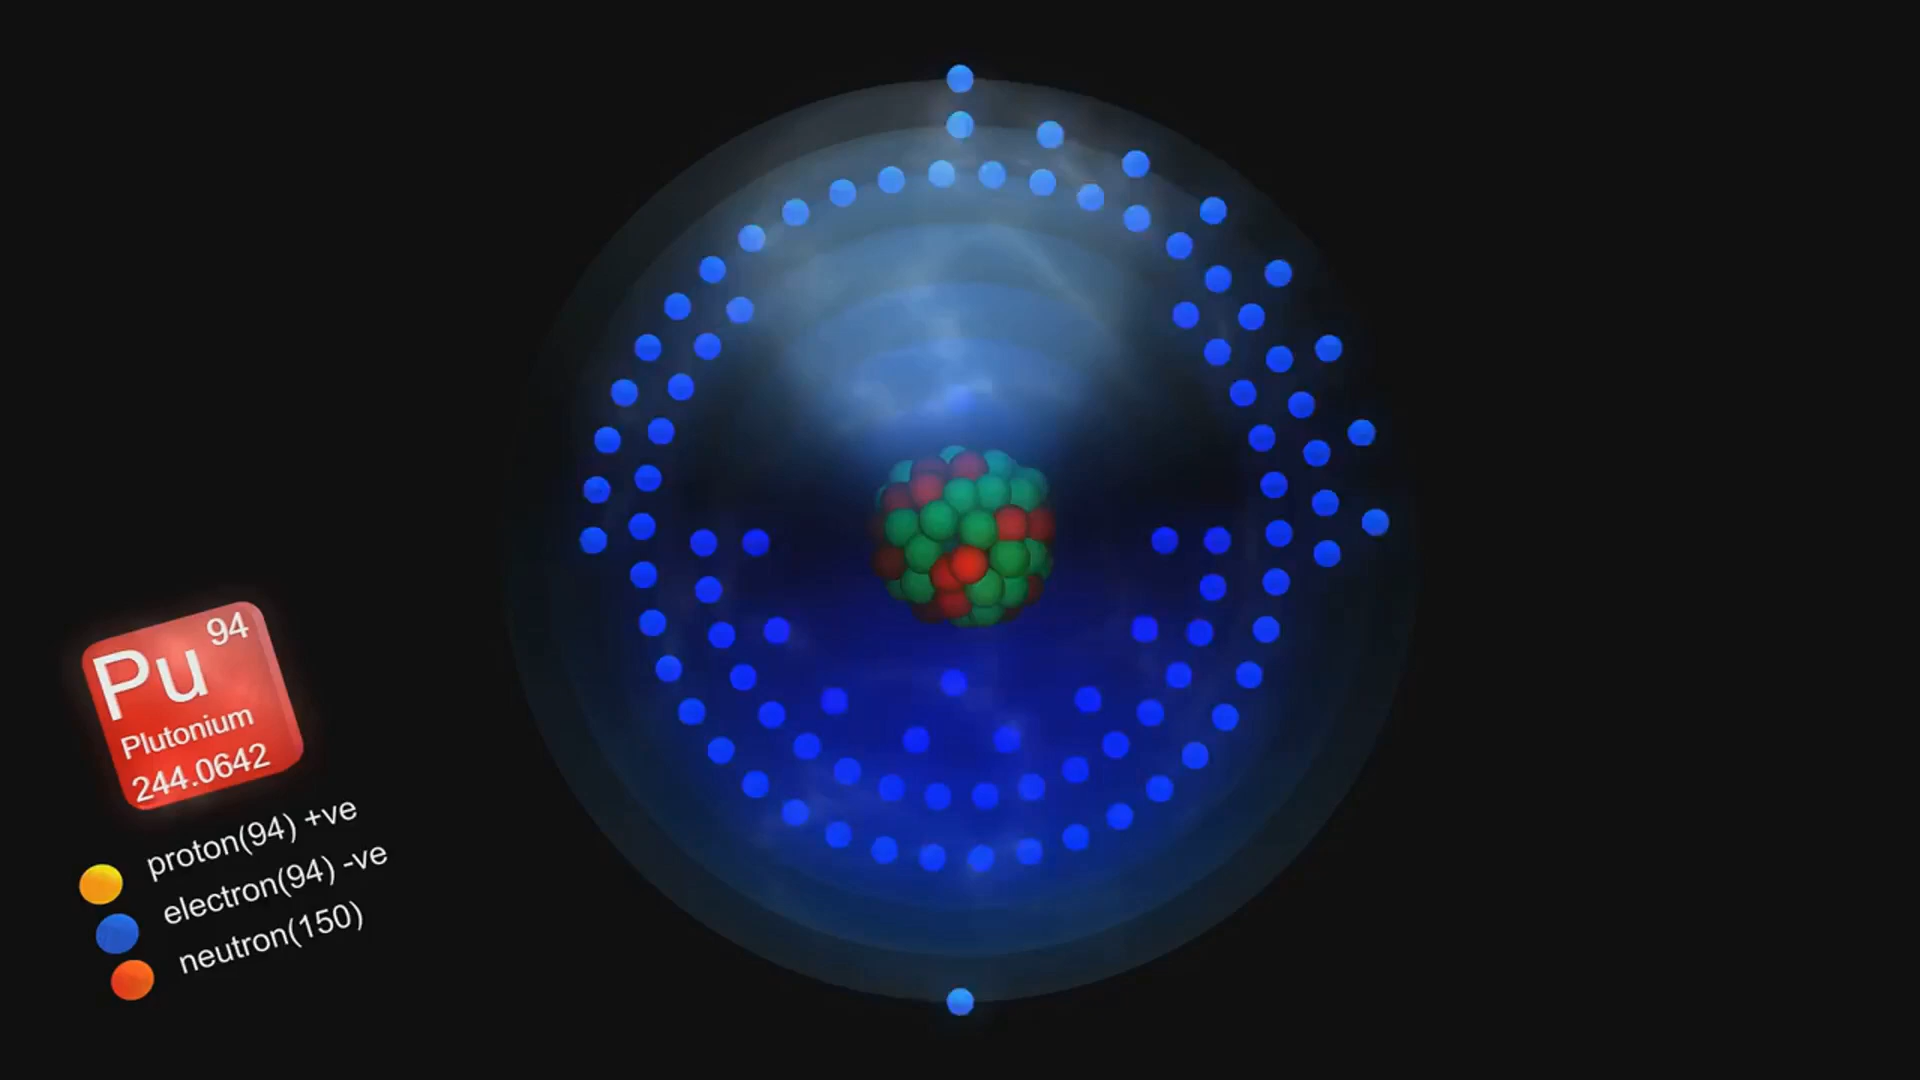 94
Pu
Plutonium
244.0642
proton(94) +ve
electron(94) -ve
neutron(150)